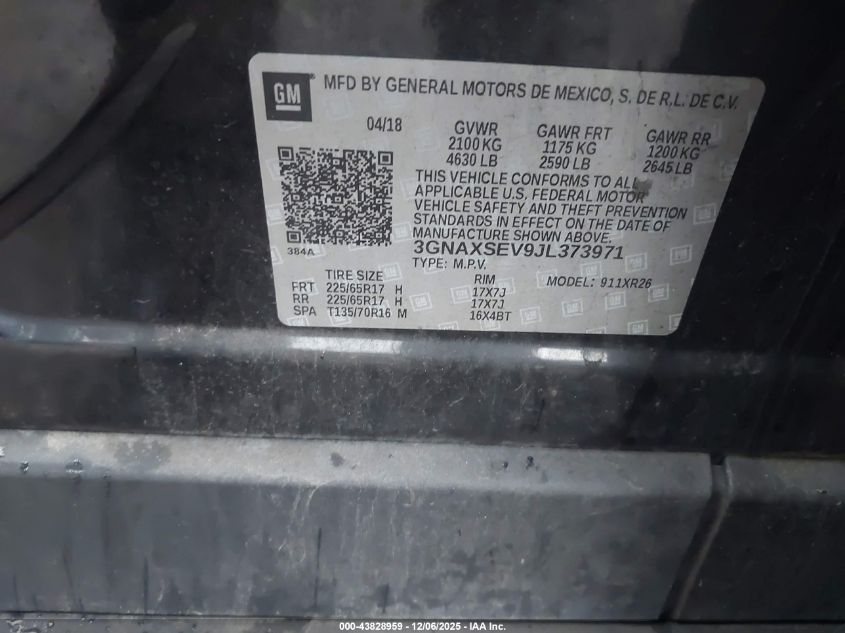 GM
MFD BY GENERAL MOTORS DE MEXICO, S. DE R.L. DE C.V.
04/18 GVWR GAWR FRT GAWR RR
2100 KG 1175 KG 1200 KG
4630 LB 2590 LB 2645 LB
THIS VEHICLE CONFORMS TO ALL
APPLICABLE U.S. FEDERAL MOTOR
VEHICLE SAFETY AND THEFT PREVENTION
STANDARDS IN EFFECT ON THE DATE OF
MANUFACTURE SHOWN ABOVE.
384A
3GNAXSEV9JL373971
TYPE: M.P.V.
TIRE SIZE RIM MODEL: 911XR26
FRT 225/65R17 H 17X7J
RR 225/65R17 H 17X7J
SPA T135/70R16 M 16X4BT
000-43828959 - 12/06/2025 - IAA Inc.